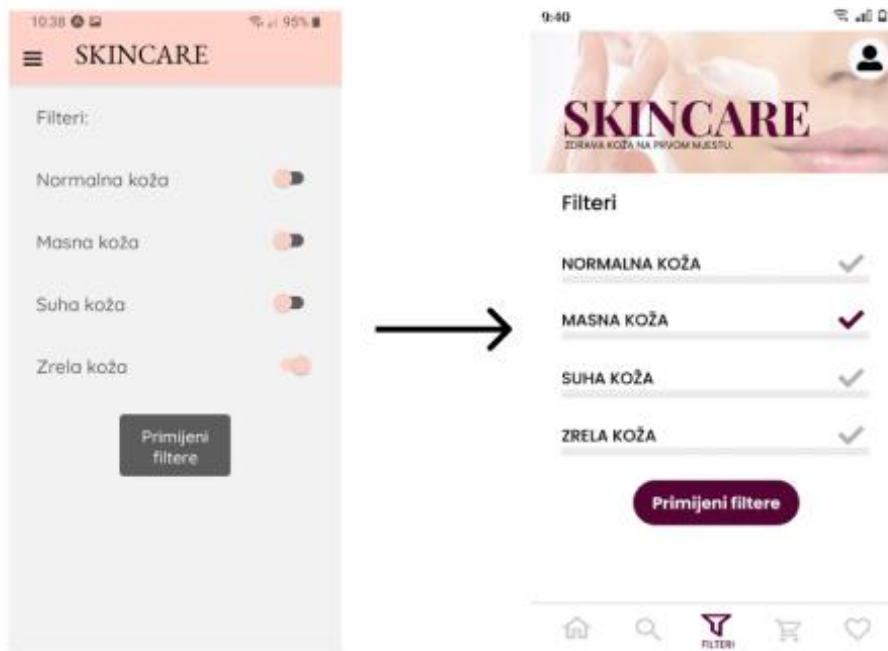 10:38
95%
SKINCARE
Filteri:
Normalna koža
Masna koža
Suha koža
Zrela koža
Primijeni
filtere
9:40
SKINCARE
ZDRAVA KOŽA NA PRVOM MJESTU.
Filteri
NORMALNA KOŽA
MASNA KOŽA
SUHA KOŽA
ZRELA KOŽA
Primijeni filtere
FILTERI